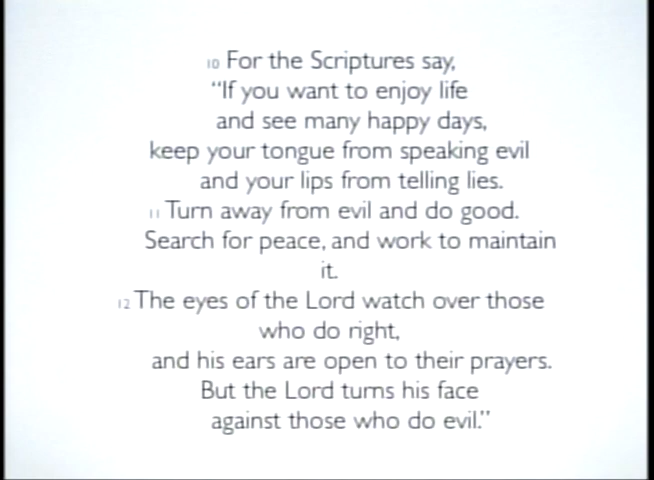 10 For the Scriptures say,
“If you want to enjoy life
and see many happy days,
keep your tongue from speaking evil
and your lips from telling lies.
11 Turn away from evil and do good.
Search for peace, and work to maintain
it.
12 The eyes of the Lord watch over those
who do right,
and his ears are open to their prayers.
But the Lord turns his face
against those who do evil.”